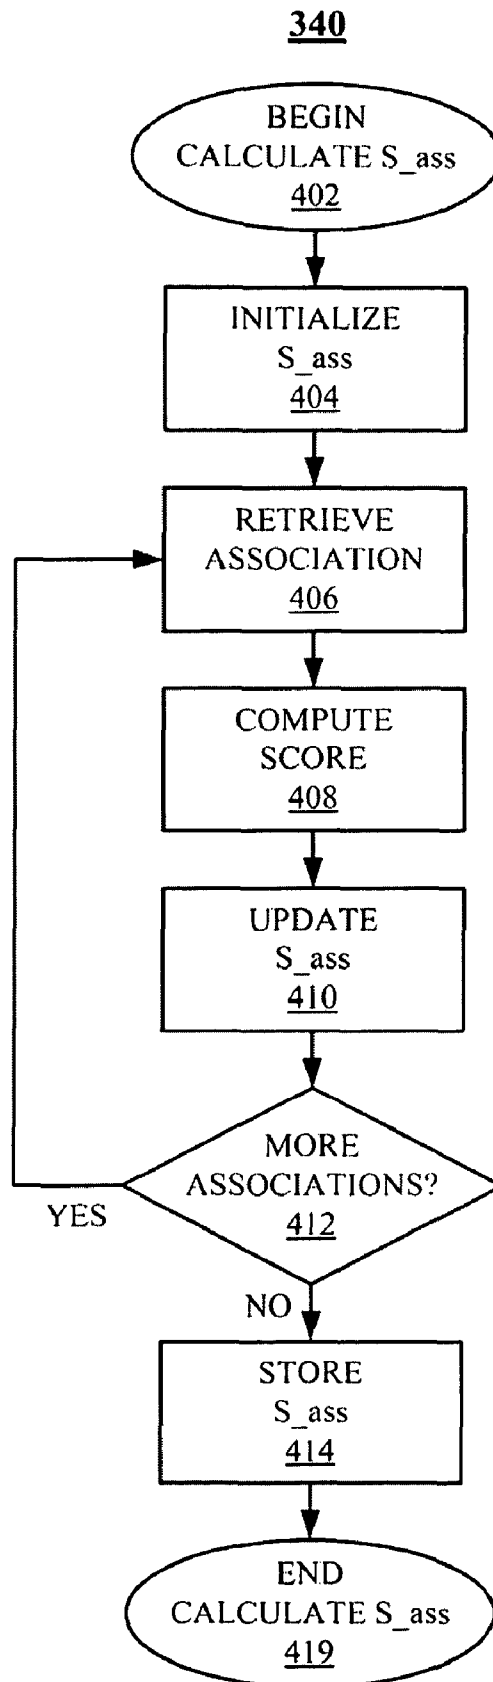 340
BEGIN
CALCULATE S_ass
402
INITIALIZE
S_ass
404
RETRIEVE
ASSOCIATION
406
COMPUTE
SCORE
408
UPDATE
S_ass
410
MORE
ASSOCIATIONS?
412
YES
NO
STORE
S_ass
414
END
CALCULATE S_ass
419